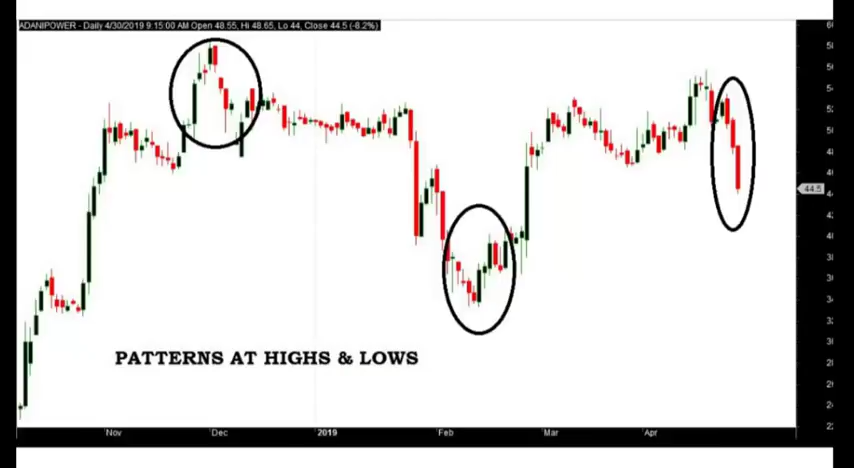 ADANIPOWER - Daily 4/30/2019 9:15:00 AM Open 48.55, Hi 48.65, Lo 44, Close 44.5 (-8.2%)
44.5
PATTERNS AT HIGHS & LOWS
Nov Dec 2019 Feb Mar Apr